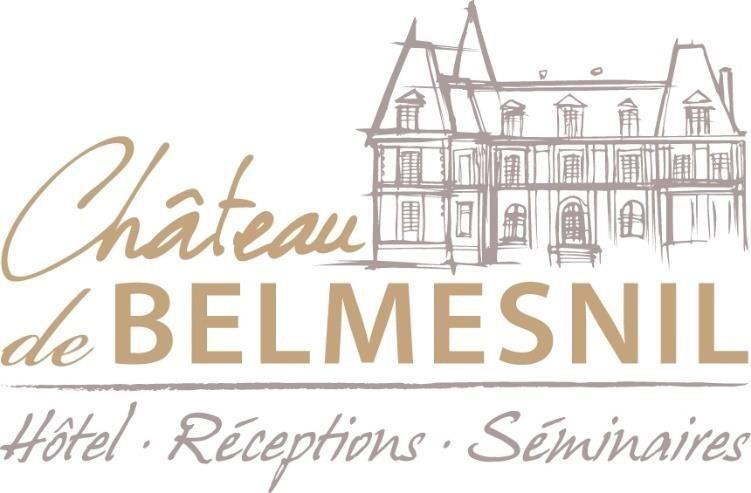 Château
de BELMESNIL
Hôtel · Réceptions · Séminaires